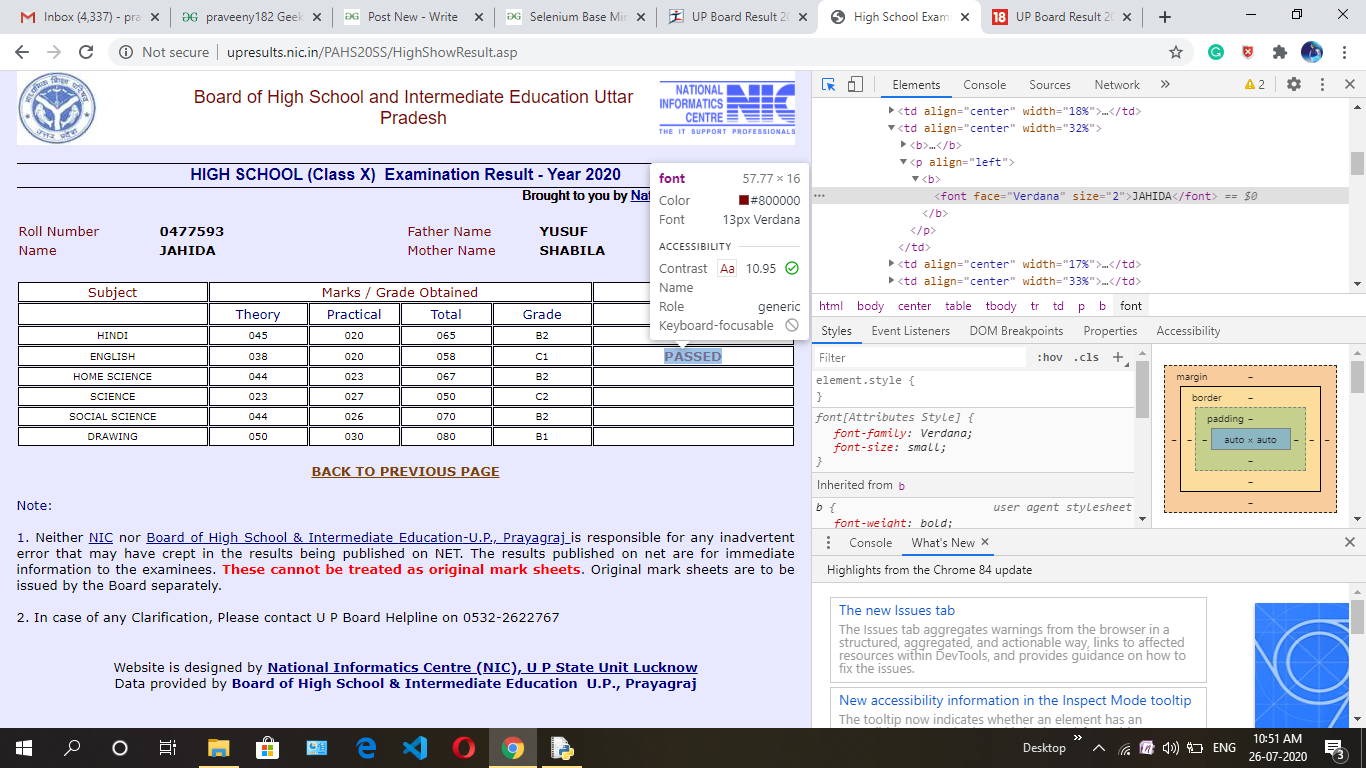 Inbox (4,337) - pra
praveeny182 Geek
Post New - Write
Selenium Base Mir
UP Board Result 20
High School Exam
UP Board Result 20
Not secure | upresults.nic.in/PAHS20SS/HighShowResult.asp
Board of High School and Intermediate Education Uttar
Pradesh
NATIONAL
INFORMATICS
CENTRE
NIC
THE IT SUPPORT PROFESSIONALS
HIGH SCHOOL (Class X) Examination Result - Year 2020
Brought to you by Nat
Roll Number 0477593 Father Name YUSUF
Name JAHIDA Mother Name SHABILA
Subject Marks / Grade Obtained
Theory Practical Total Grade
HINDI 045 020 065 B2
ENGLISH 038 020 058 C1 PASSED
HOME SCIENCE 044 023 067 B2
SCIENCE 023 027 050 C2
SOCIAL SCIENCE 044 026 070 B2
DRAWING 050 030 080 B1
BACK TO PREVIOUS PAGE
Note:
1. Neither NIC nor Board of High School & Intermediate Education-U.P., Prayagraj is responsible for any inadvertent
error that may have crept in the results being published on NET. The results published on net are for immediate
information to the examinees. These cannot be treated as original mark sheets. Original mark sheets are to be
issued by the Board separately.
2. In case of any Clarification, Please contact U P Board Helpline on 0532-2622767
Website is designed by National Informatics Centre (NIC), U P State Unit Lucknow
Data provided by Board of High School & Intermediate Education U.P., Prayagraj
font 57.77 × 16
Color #800000
Font 13px Verdana
ACCESSIBILITY
Contrast Aa 10.95
Name
Role generic
Keyboard-focusable
Elements Console Sources Network » 2
<td align="center" width="18%">…</td>
<td align="center" width="32%">
<b>…</b>
<p align="left">
<b>
… <font face="Verdana" size="2">JAHIDA</font> == $0
</b>
</p>
</td>
<td align="center" width="17%">…</td>
<td align="center" width="33%">…</td>
html body center table tbody tr td p b font
Styles Event Listeners DOM Breakpoints Properties Accessibility
Filter :hov .cls +
element.style {
}
font[Attributes Style] {
font-family: Verdana;
font-size: small;
}
Inherited from b
b { user agent stylesheet
font-weight: bold;
margin –
border –
padding –
– – – auto × auto – – –
–
–
–
Console What's New
Highlights from the Chrome 84 update
The new Issues tab
The Issues tab aggregates warnings from the browser in a
structured, aggregated, and actionable way, links to affected
resources within DevTools, and provides guidance on how to
fix the issues.
New accessibility information in the Inspect Mode tooltip
The tooltip now indicates whether an element has an
Desktop » ENG 10:51 AM
26-07-2020
3